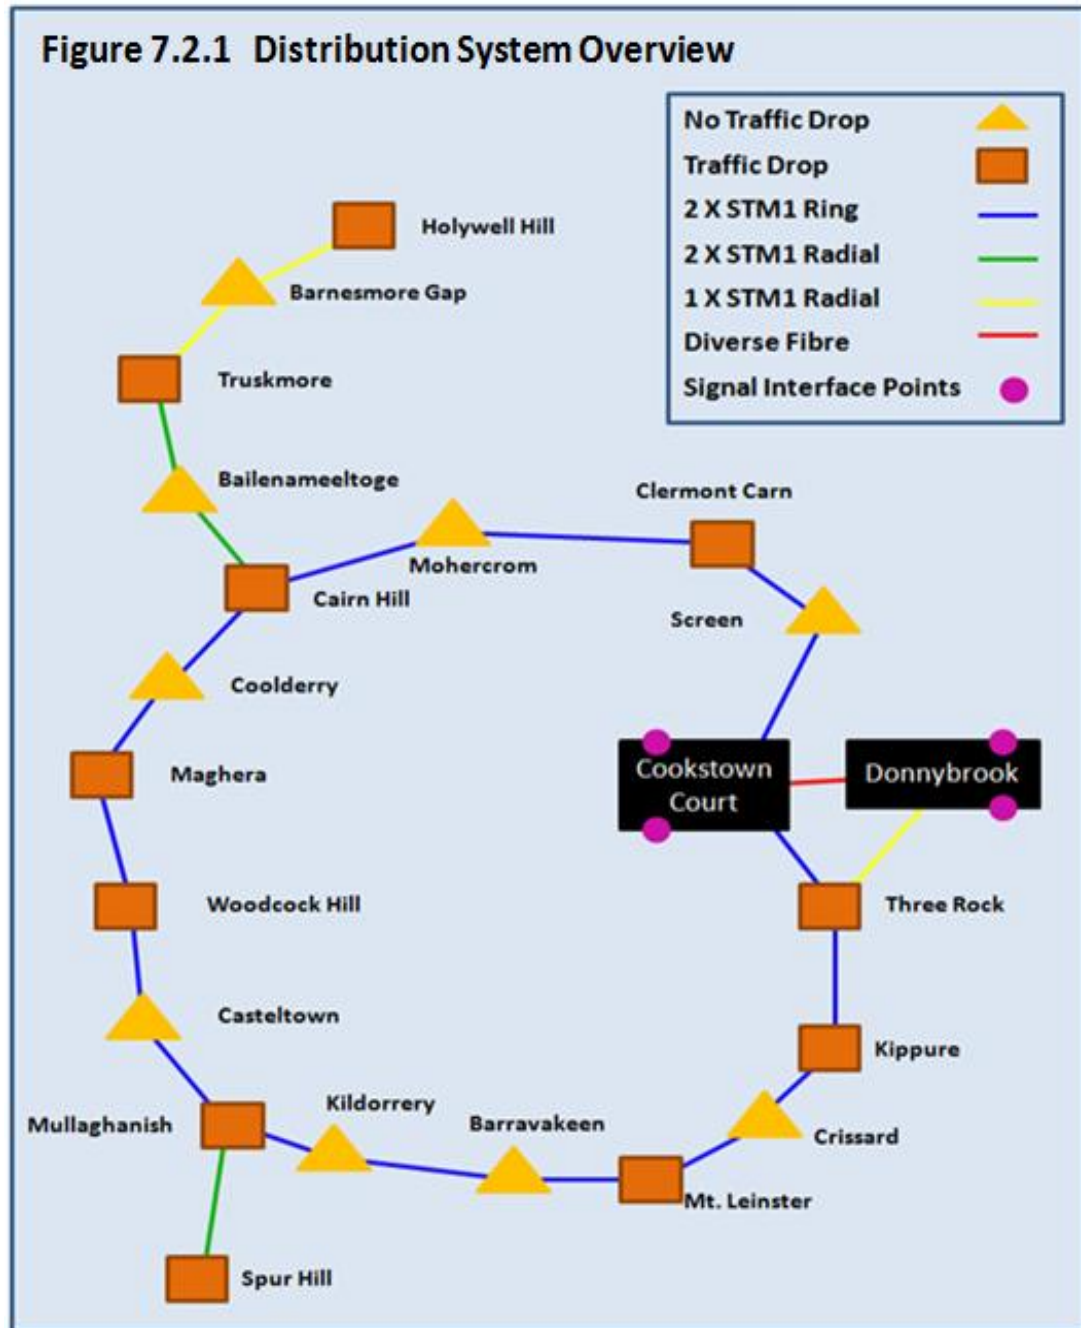 Figure 7.2.1 Distribution System Overview
No Traffic Drop
Traffic Drop
2 X STM1 Ring
2 X STM1 Radial
1 X STM1 Radial
Diverse Fibre
Signal Interface Points
Holywell Hill
Barnesmore Gap
Truskmore
Bailenameeltoge
Clermont Carn
Mohercrom
Cairn Hill
Screen
Coolderry
Maghera
Cookstown
Court
Donnybrook
Woodcock Hill
Three Rock
Casteltown
Kippure
Mullaghanish
Kildorrery
Barravakeen
Crissard
Mt. Leinster
Spur Hill